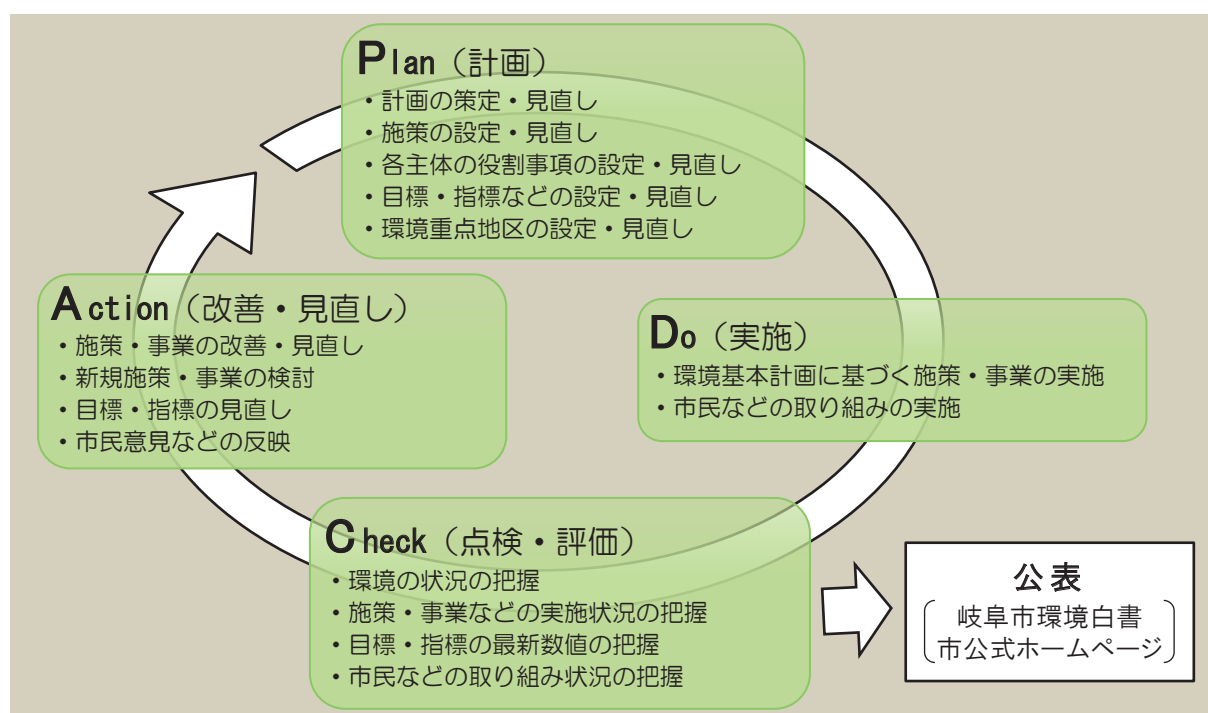 Plan（計画）
・計画の策定・見直し
・施策の設定・見直し
・各主体の役割事項の設定・見直し
・目標・指標などの設定・見直し
・環境重点地区の設定・見直し
Action（改善・見直し）
・施策・事業の改善・見直し
・新規施策・事業の検討
・目標・指標の見直し
・市民意見などの反映
Do（実施）
・環境基本計画に基づく施策・事業の実施
・市民などの取り組みの実施
Check（点検・評価）
・環境の状況の把握
・施策・事業などの実施状況の把握
・目標・指標の最新数値の把握
・市民などの取り組み状況の把握
公表
岐阜市環境白書
市公式ホームページ